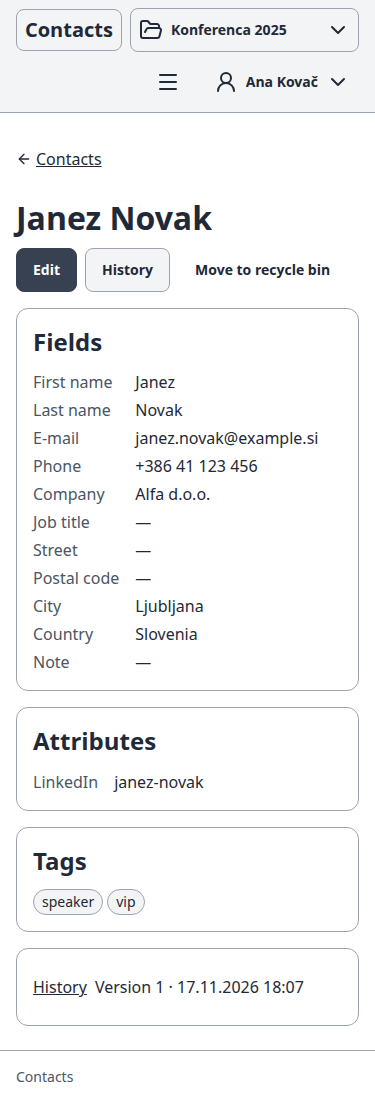 Contacts
Konferenca 2025
Ana Kovač
← Contacts
Janez Novak
Edit
History
Move to recycle bin
Fields
First name Janez
Last name Novak
E-mail janez.novak@example.si
Phone +386 41 123 456
Company Alfa d.o.o.
Job title —
Street —
Postal code —
City Ljubljana
Country Slovenia
Note —
Attributes
LinkedIn janez-novak
Tags
speaker vip
History Version 1 · 17.11.2026 18:07
Contacts